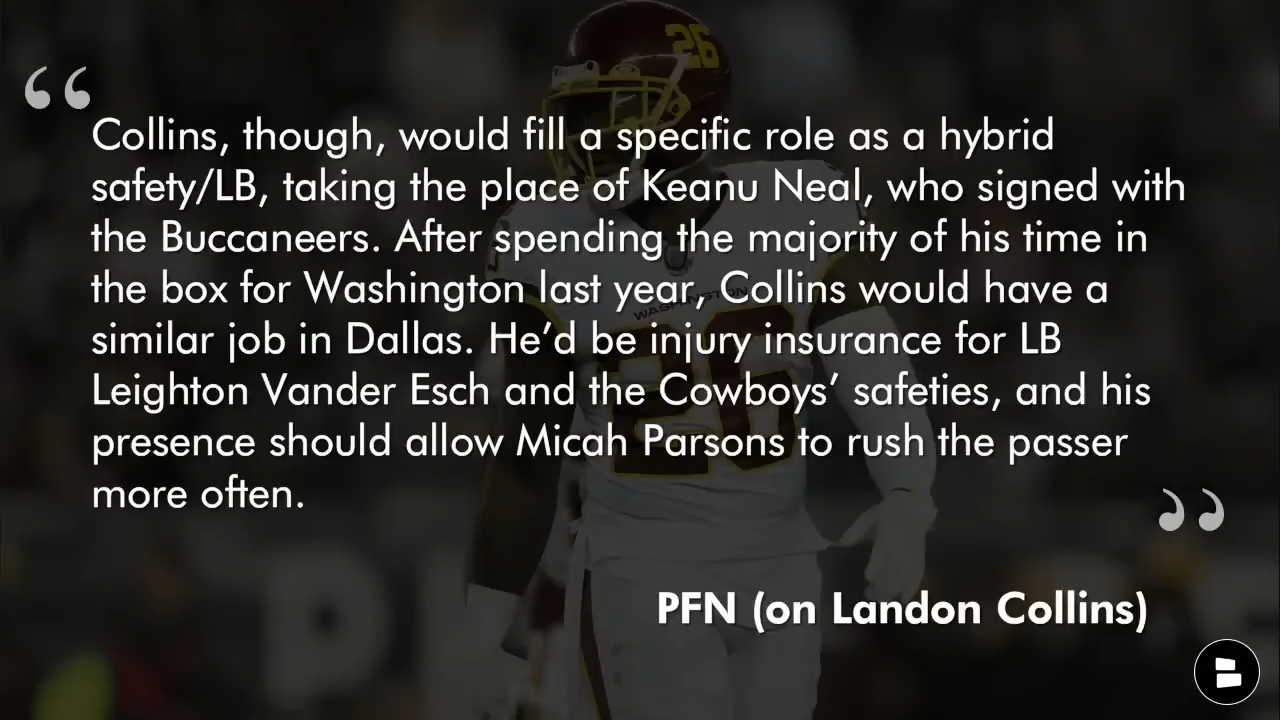 26
“
Collins, though, would fill a specific role as a hybrid
safety/LB, taking the place of Keanu Neal, who signed with
the Buccaneers. After spending the majority of his time in
the box for Washington last year, Collins would have a
similar job in Dallas. He’d be injury insurance for LB
Leighton Vander Esch and the Cowboys’ safeties, and his
presence should allow Micah Parsons to rush the passer
more often.
”
WASHINGTON
26
PFN (on Landon Collins)